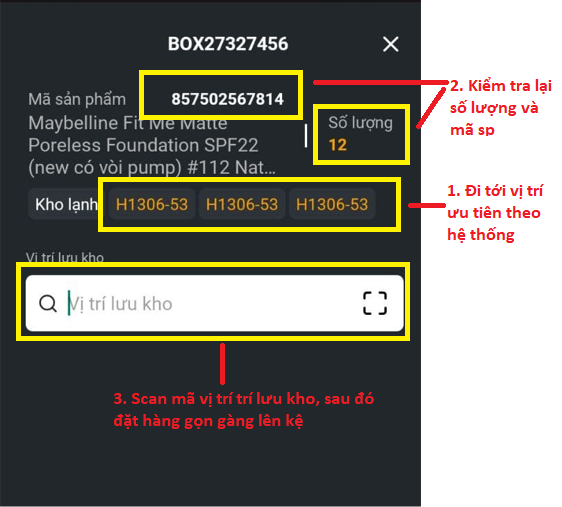 BOX27327456
Mã sản phẩm 857502567814
Maybelline Fit Me Matte
Poreless Foundation SPF22
(new có vòi pump) #112 Nat…
Số lượng
12
Kho lạnh H1306-53 H1306-53 H1306-53
Vị trí lưu kho
Vị trí lưu kho
2. Kiểm tra lại
số lượng và
mã sp
1. Đi tới vị trí
ưu tiên theo
hệ thống
3. Scan mã vị trí trí lưu kho, sau đó
đặt hàng gọn gàng lên kệ